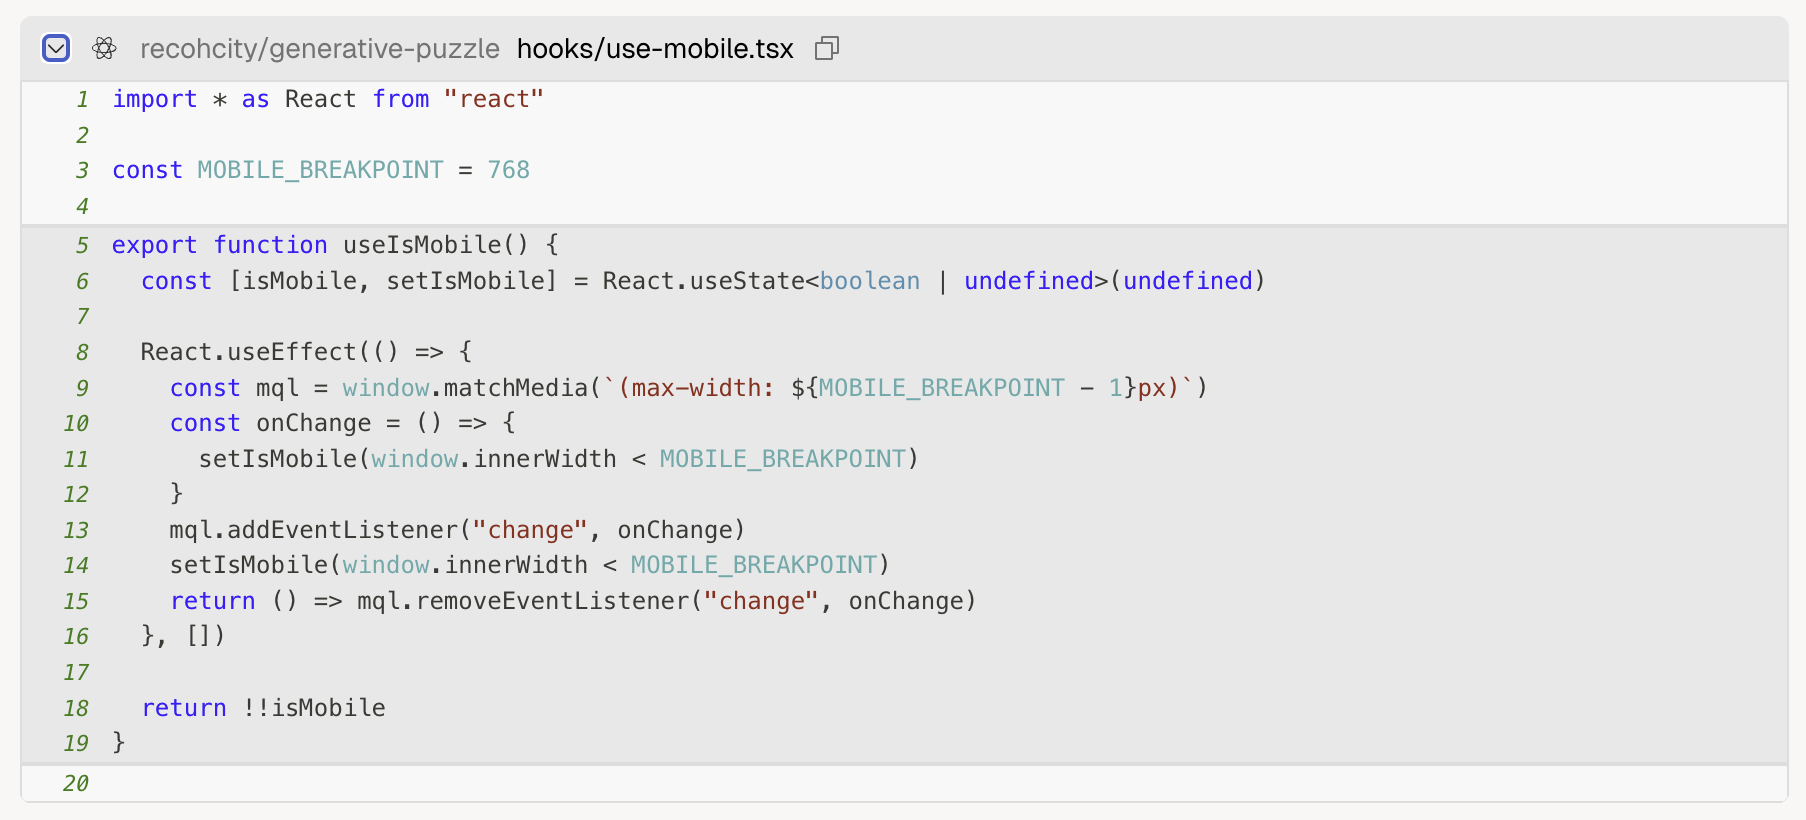 recohcity/generative-puzzle hooks/use-mobile.tsx
1 import * as React from "react"
2
3 const MOBILE_BREAKPOINT = 768
4
5 export function useIsMobile() {
6   const [isMobile, setIsMobile] = React.useState<boolean | undefined>(undefined)
7
8   React.useEffect(() => {
9     const mql = window.matchMedia(`(max-width: ${MOBILE_BREAKPOINT - 1}px)`)
10     const onChange = () => {
11       setIsMobile(window.innerWidth < MOBILE_BREAKPOINT)
12     }
13     mql.addEventListener("change", onChange)
14     setIsMobile(window.innerWidth < MOBILE_BREAKPOINT)
15     return () => mql.removeEventListener("change", onChange)
16   }, [])
17
18   return !!isMobile
19 }
20